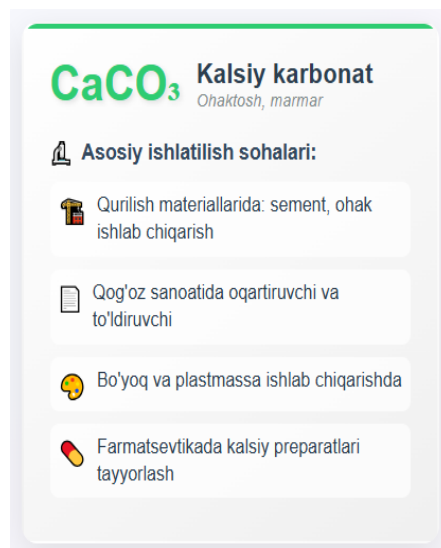 CaCO₃ Kalsiy karbonat
Ohaktosh, marmar
Asosiy ishlatilish sohalari:
Qurilish materiallarida: sement, ohak
ishlab chiqarish
Qog'oz sanoatida oqartiruvchi va
to'ldiruvchi
Bo'yoq va plastmassa ishlab chiqarishda
Farmatsevtikada kalsiy preparatlari
tayyorlash